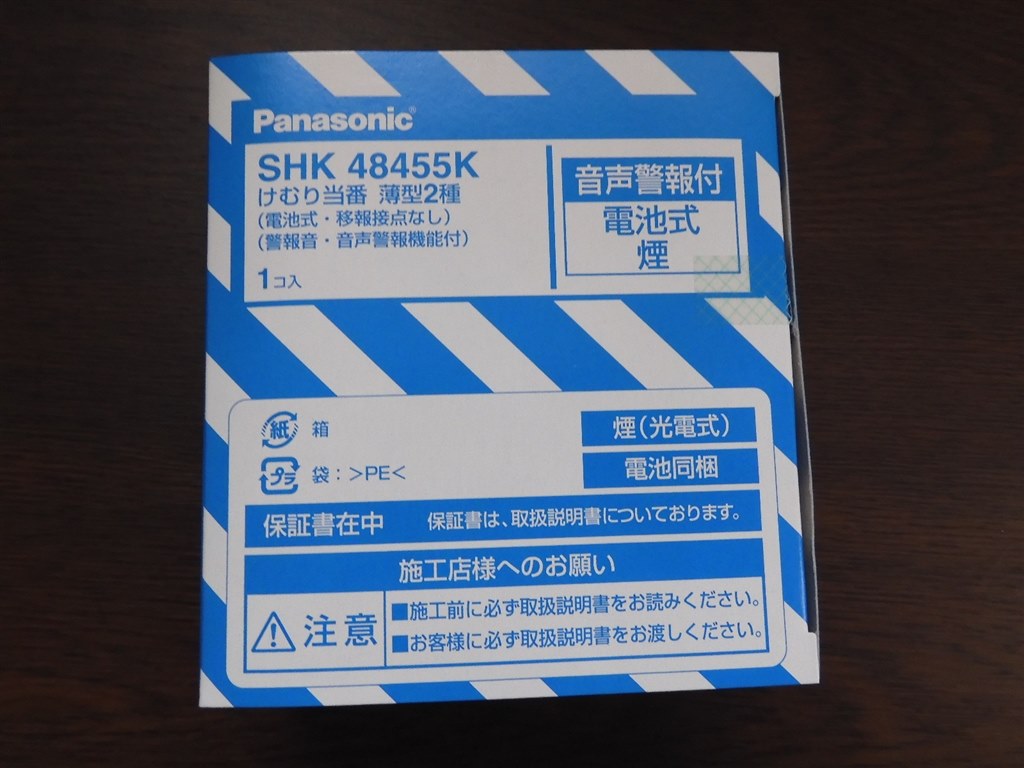 Panasonic®
SHK 48455K
けむり当番 薄型2種
(電池式・移報接点なし)
(警報音・音声警報機能付)
1コ入
音声警報付
電池式
煙
紙 箱
プラ 袋：>PE<
煙(光電式)
電池同梱
保証書在中 保証書は、取扱説明書についております。
施工店様へのお願い
注意
■施工前に必ず取扱説明書をお読みください。
■お客様に必ず取扱説明書をお渡しください。